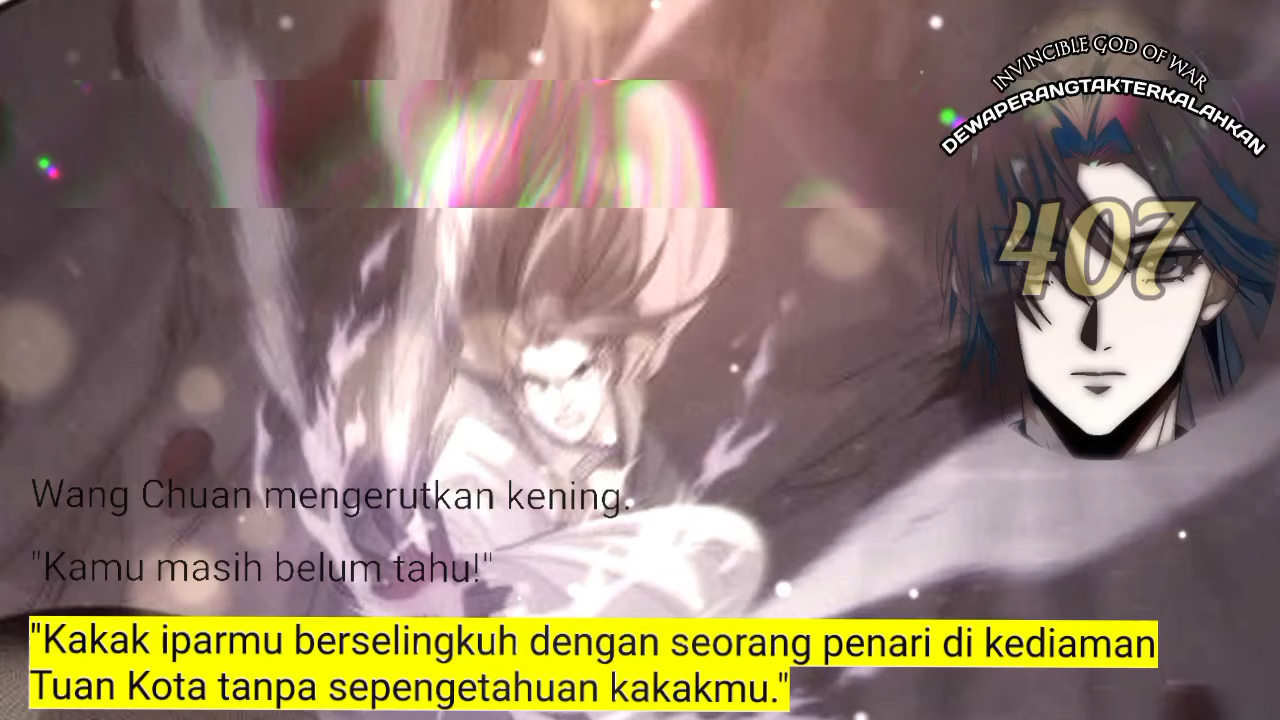 INVINCIBLE GOD OF WAR
DEWAPERANGTAKTERKALAHKAN
407
Wang Chuan mengerutkan kening.
"Kamu masih belum tahu!"
"Kakak iparmu berselingkuh dengan seorang penari di kediaman
Tuan Kota tanpa sepengetahuan kakakmu."